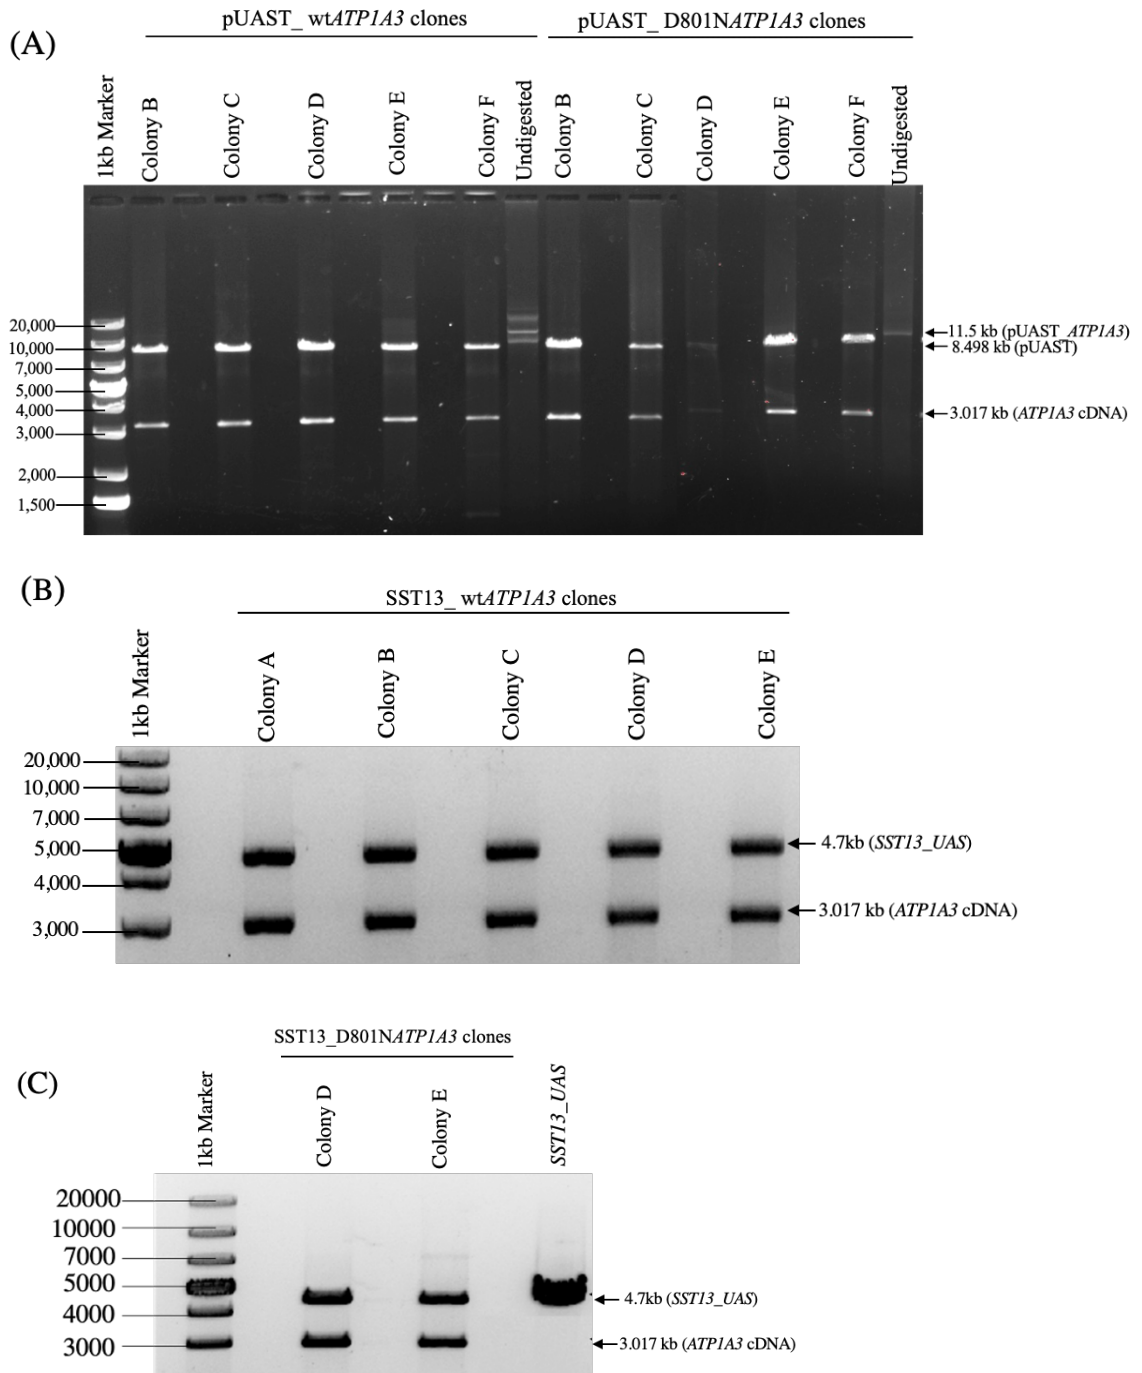 (A)
pUAST_ wtATP1A3 clones
pUAST_ D801NATP1A3 clones
1kb Marker
Colony B
Colony C
Colony D
Colony E
Colony F
Undigested
Colony B
Colony C
Colony D
Colony E
Colony F
Undigested
20,000
10,000
7,000
5,000
4,000
3,000
2,000
1,500
11.5 kb (pUAST_ATP1A3)
8.498 kb (pUAST)
3.017 kb (ATP1A3 cDNA)
(B)
SST13_ wtATP1A3 clones
1kb Marker
Colony A
Colony B
Colony C
Colony D
Colony E
20,000
10,000
7,000
5,000
4,000
3,000
4.7kb (SST13_UAS)
3.017 kb (ATP1A3 cDNA)
(C)
SST13_D801NATP1A3 clones
1kb Marker
Colony D
Colony E
SST13_UAS
20000
10000
7000
5000
4000
3000
4.7kb (SST13_UAS)
3.017 kb (ATP1A3 cDNA)